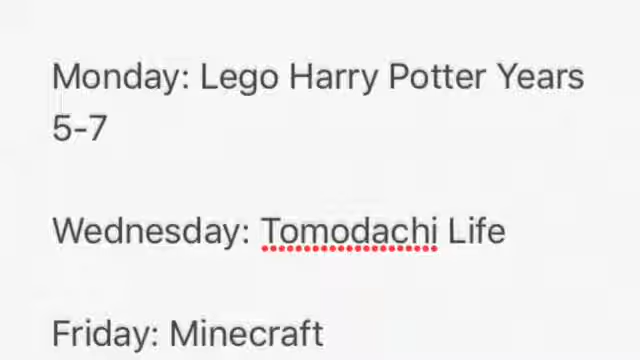 Monday: Lego Harry Potter Years
5-7
Wednesday: Tomodachi Life
Friday: Minecraft